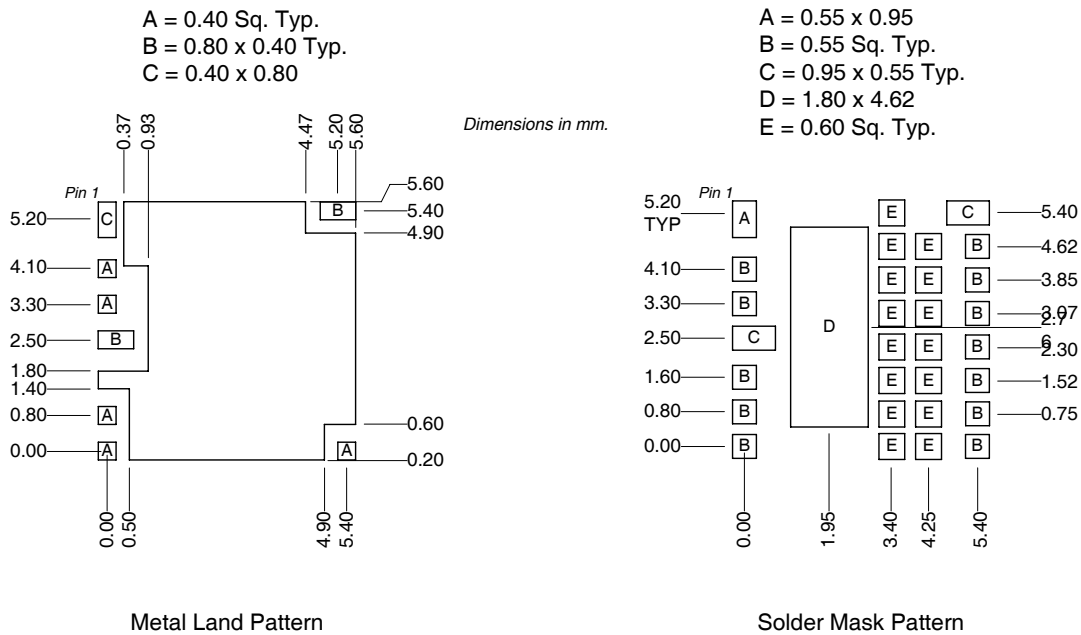 A = 0.40 Sq. Typ.
B = 0.80 x 0.40 Typ.
C = 0.40 x 0.80
0.37
0.93
4.47
5.20
5.60
Dimensions in mm.
Pin 1
5.20
C
B
5.60
5.40
4.90
4.10
A
3.30
A
2.50
B
1.80
1.40
0.80
A
0.60
0.00
A
A
0.20
0.00
0.50
4.90
5.40
Metal Land Pattern
A = 0.55 x 0.95
B = 0.55 Sq. Typ.
C = 0.95 x 0.55 Typ.
D = 1.80 x 4.62
E = 0.60 Sq. Typ.
Pin 1
5.20
TYP
A
E
C
5.40
E
E
B
4.62
4.10
B
E
E
B
3.85
3.30
B
E
E
B
3.07
D
2.7
6
2.50
C
E
E
B
2.30
1.60
B
E
E
B
1.52
0.80
B
E
E
B
0.75
0.00
B
E
E
B
0.00
1.95
3.40
4.25
5.40
Solder Mask Pattern